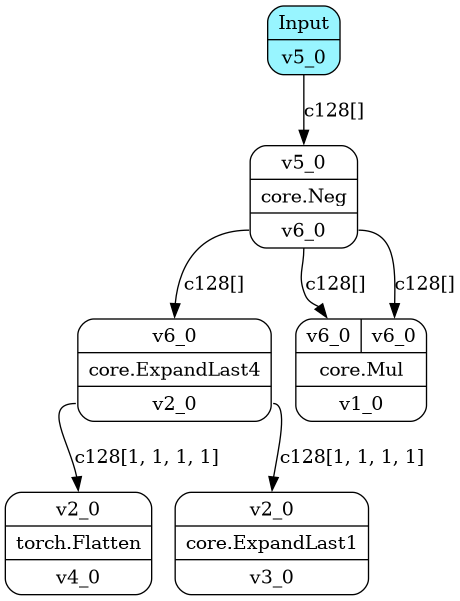 Input
v5_0
c128[]
v5_0
core.Neg
v6_0
c128[]
c128[]
c128[]
v6_0
core.ExpandLast4
v2_0
v6_0 v6_0
core.Mul
v1_0
c128[1, 1, 1, 1]
c128[1, 1, 1, 1]
v2_0
torch.Flatten
v4_0
v2_0
core.ExpandLast1
v3_0